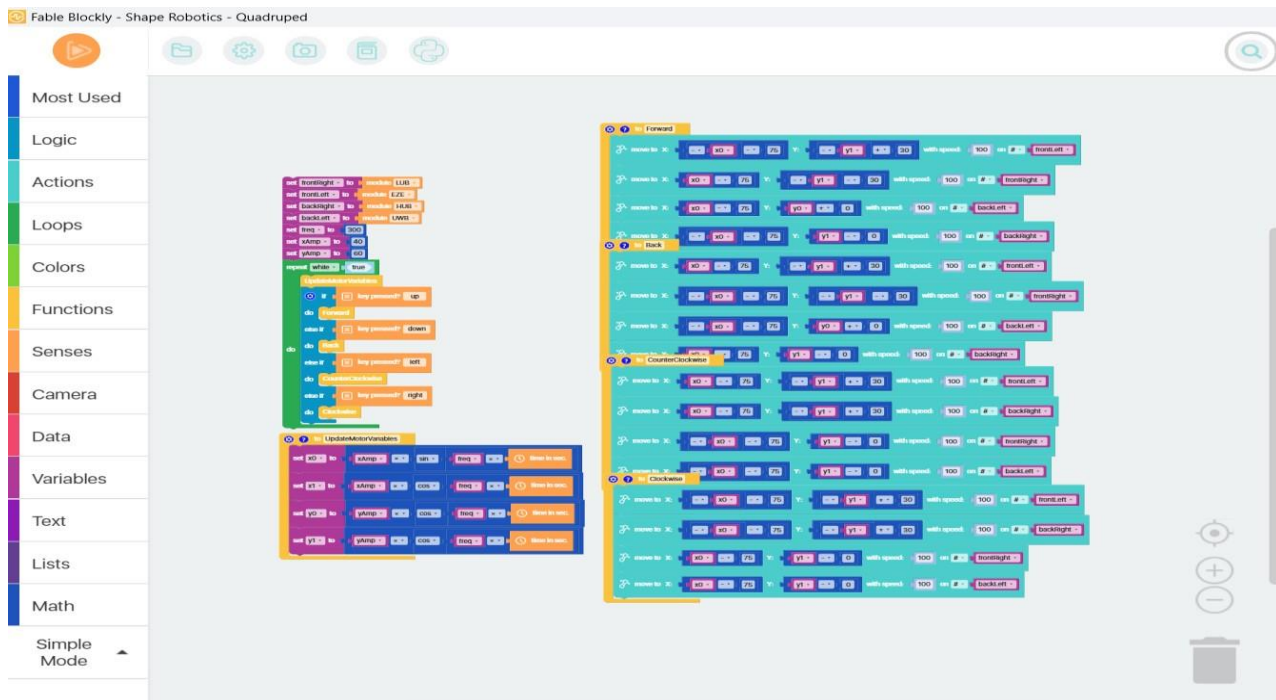 Fable Blockly - Shape Robotics - Quadruped
Most Used
Logic
Actions
Loops
Colors
Functions
Senses
Camera
Data
Variables
Text
Lists
Math
Simple
Mode
set frontRight to module LUB
set frontLeft to module EZE
set backRight to module HUB
set backLeft to module UWB
set freq to 300
set xAmp to 40
set yAmp to 60
repeat while true
do
UpdateMotorVariables
if key pressed? up
do Forward
else if key pressed? down
do Back
else if key pressed? left
do CounterClockwise
else if key pressed? right
do Clockwise
to UpdateMotorVariables
set x0 to xAmp × sin freq × time in sec.
set x1 to xAmp × cos freq × time in sec.
set y0 to yAmp × cos freq × time in sec.
set y1 to yAmp × cos freq × time in sec.
to Forward
move to X: - x0 - 75 Y: - y1 + 30 with speed: 100 on # frontLeft
move to X: x0 - 75 Y: - y1 - 30 with speed: 100 on # frontRight
move to X: x0 - 75 Y: y0 + 0 with speed: 100 on # backLeft
move to X: - x0 - 75 Y: y1 - 0 with speed: 100 on # backRight
to Back
move to X: x0 - 75 Y: - y1 + 30 with speed: 100 on # frontLeft
move to X: - x0 - 75 Y: - y1 - 30 with speed: 100 on # frontRight
move to X: - x0 - 75 Y: y0 + 0 with speed: 100 on # backLeft
move to X: x0 - 75 Y: y1 - 0 with speed: 100 on # backRight
to CounterClockwise
move to X: x0 - 75 Y: - y1 + 30 with speed: 100 on # frontLeft
move to X: x0 - 75 Y: - y1 + 30 with speed: 100 on # backRight
move to X: - x0 - 75 Y: y1 - 0 with speed: 100 on # frontRight
move to X: - x0 - 75 Y: y1 - 0 with speed: 100 on # backLeft
to Clockwise
move to X: - x0 - 75 Y: - y1 + 30 with speed: 100 on # frontLeft
move to X: - x0 - 75 Y: - y1 + 30 with speed: 100 on # backRight
move to X: x0 - 75 Y: y1 - 0 with speed: 100 on # frontRight
move to X: x0 - 75 Y: y1 - 0 with speed: 100 on # backLeft